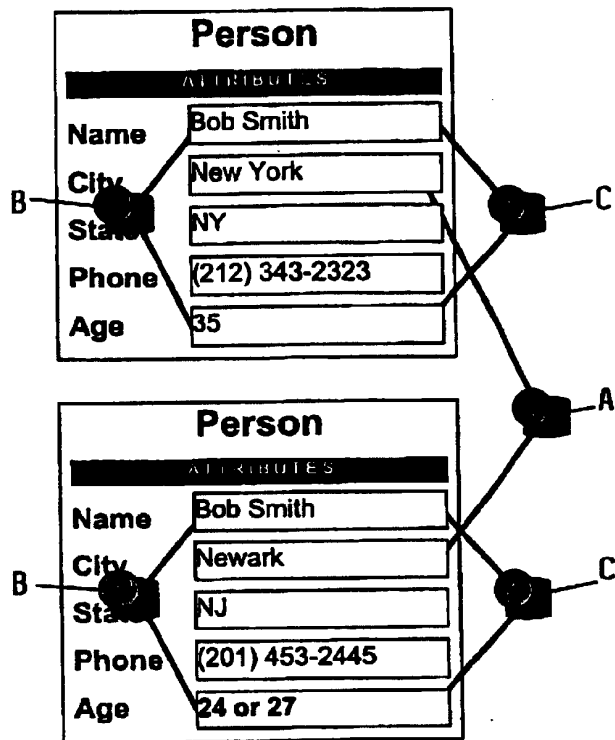 Person
ATTRIBUTES
Name Bob Smith
City New York
B C
State NY
Phone (212) 343-2323
Age 35
A
Person
ATTRIBUTES
Name Bob Smith
City Newark
B C
State NJ
Phone (201) 453-2445
Age 24 or 27